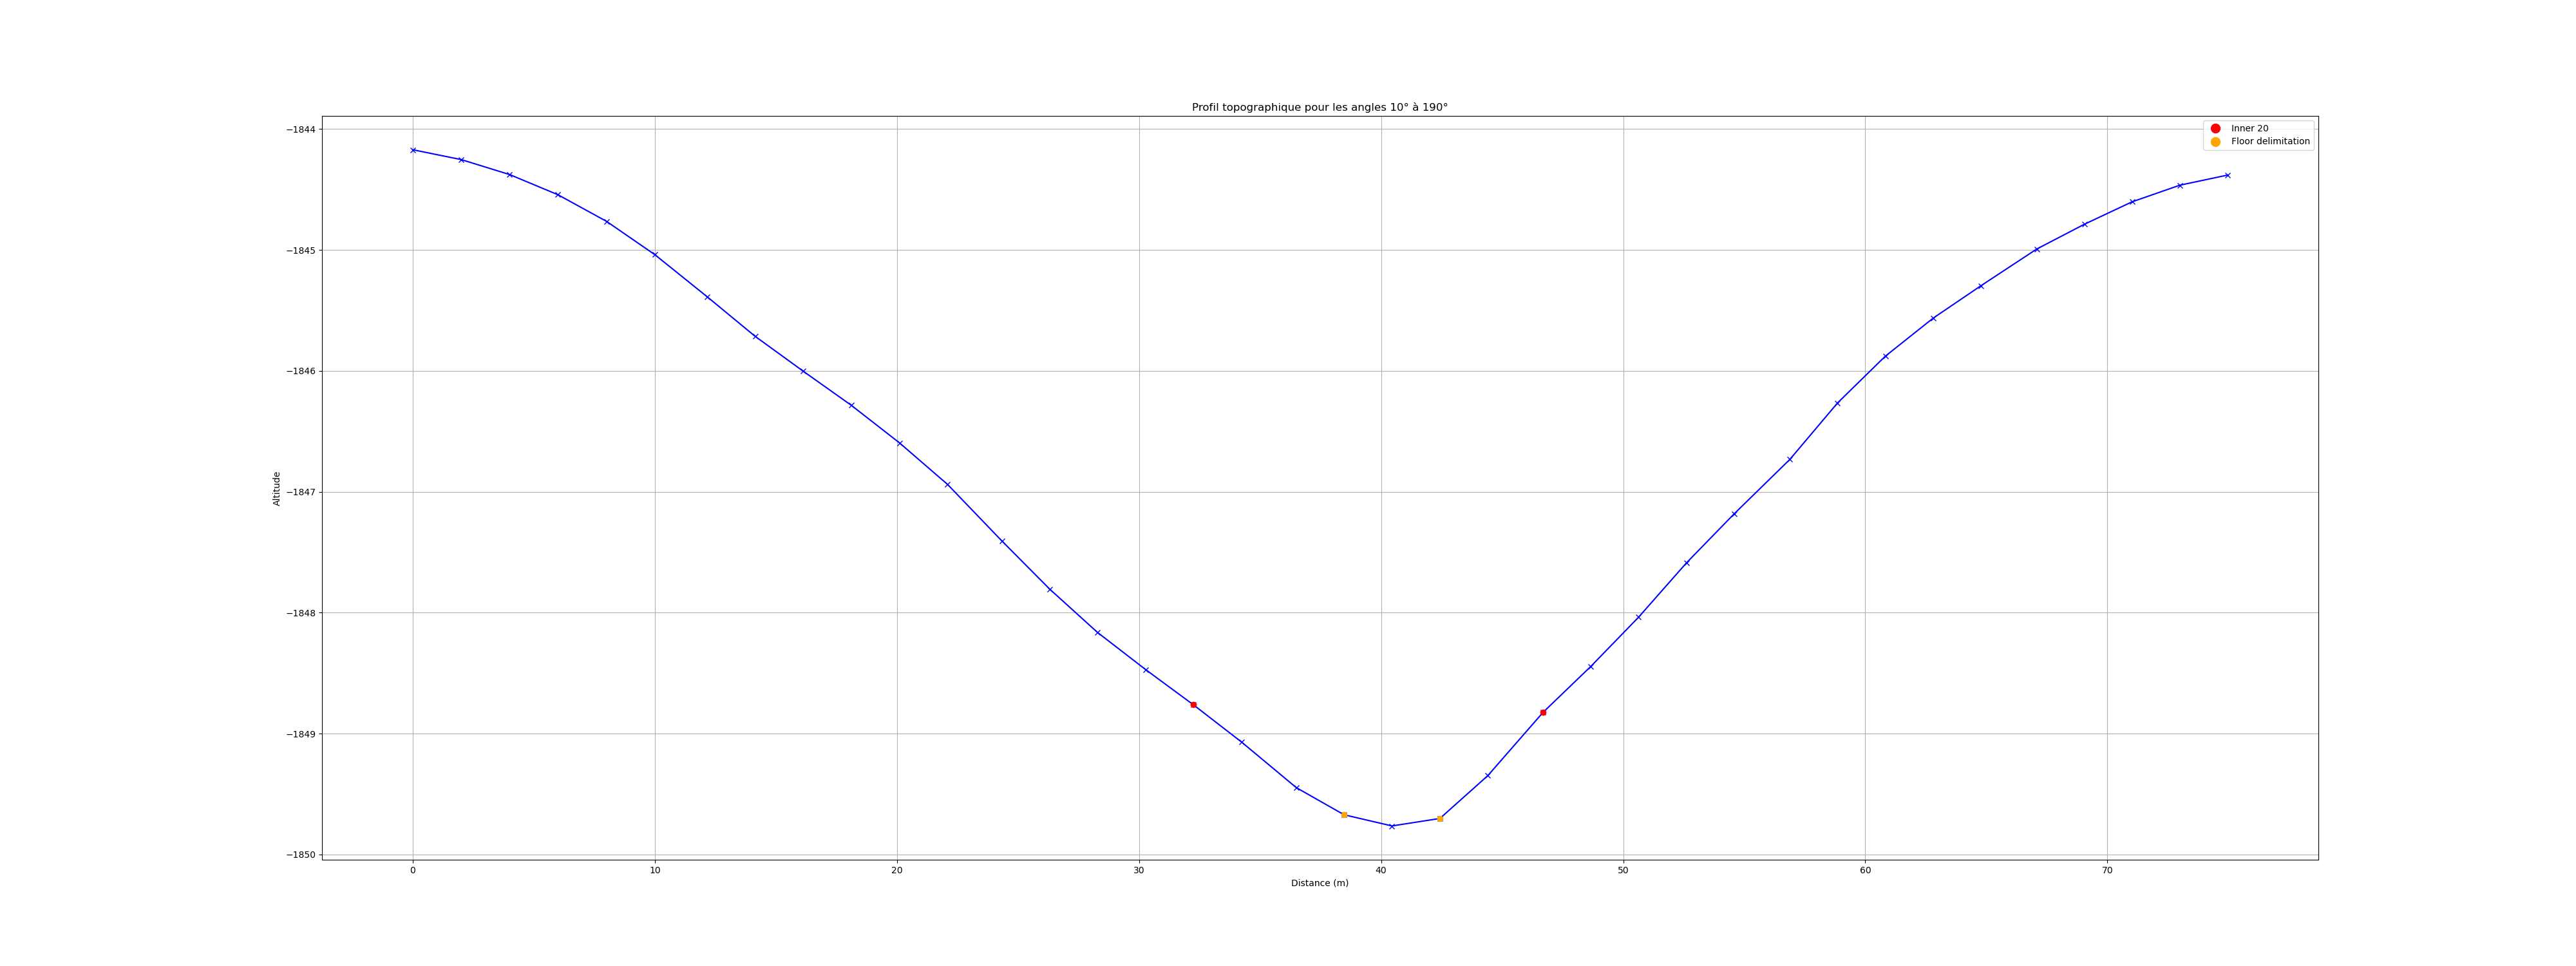 Profil topographique pour les angles 10° à 190°
Inner 20
Floor delimitation
Altitude
−1844
−1845
−1846
−1847
−1848
−1849
−1850
0 10 20 30 40 50 60 70
Distance (m)